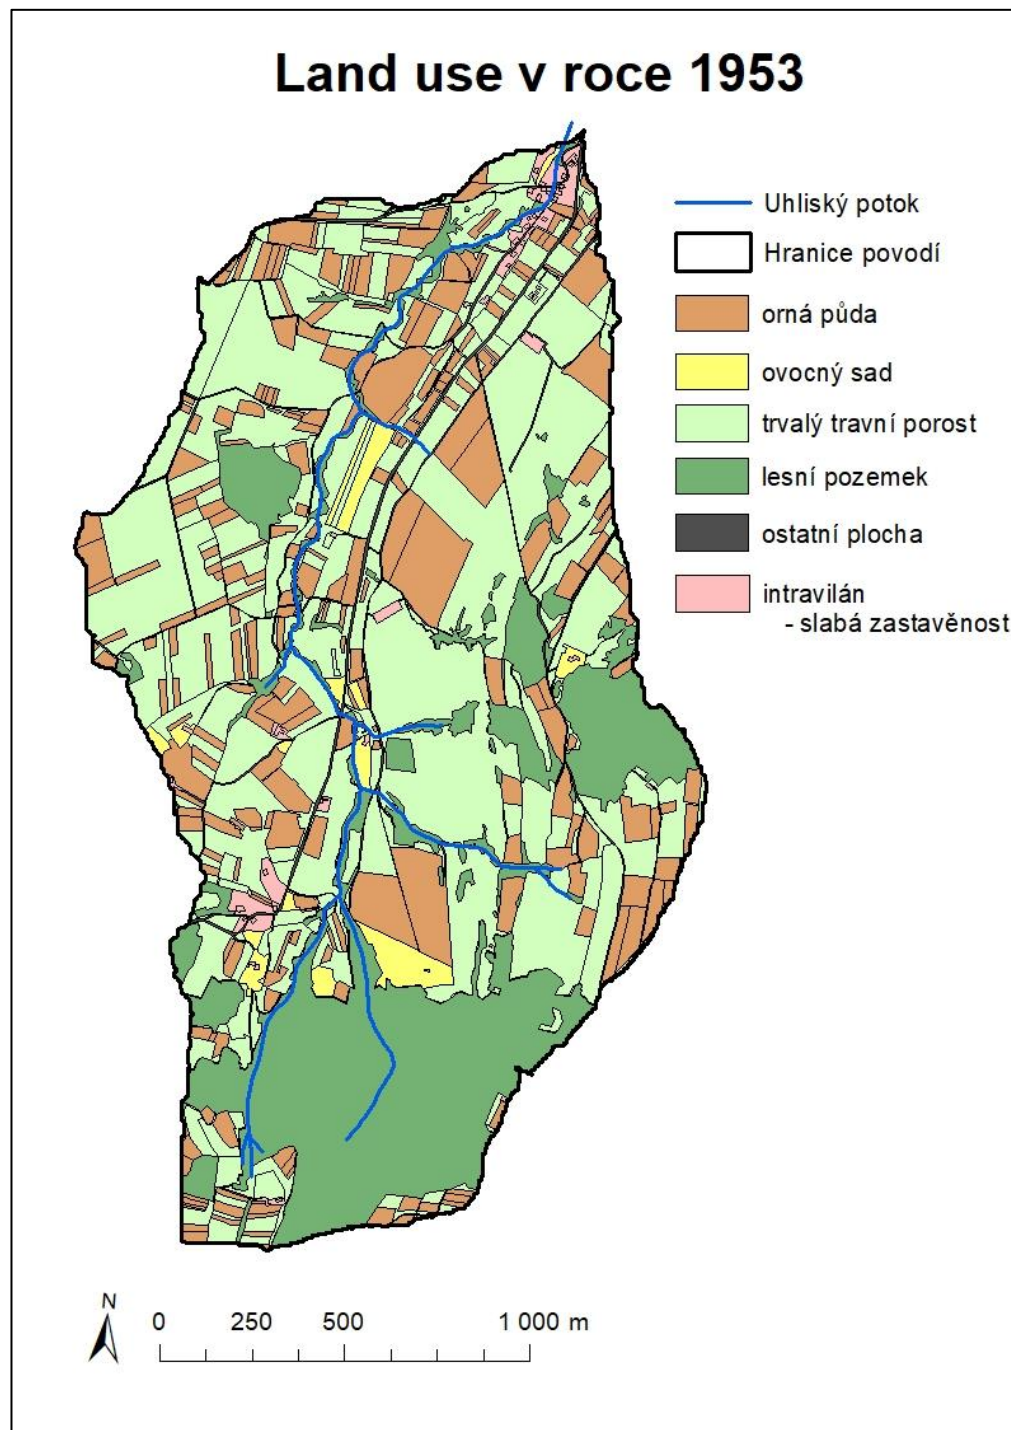 Land use v roce 1953
Uhliský potok
Hranice povodí
orná půda
ovocný sad
trvalý travní porost
lesní pozemek
ostatní plocha
intravilán
- slabá zastavěnost
N
0 250 500 1 000 m